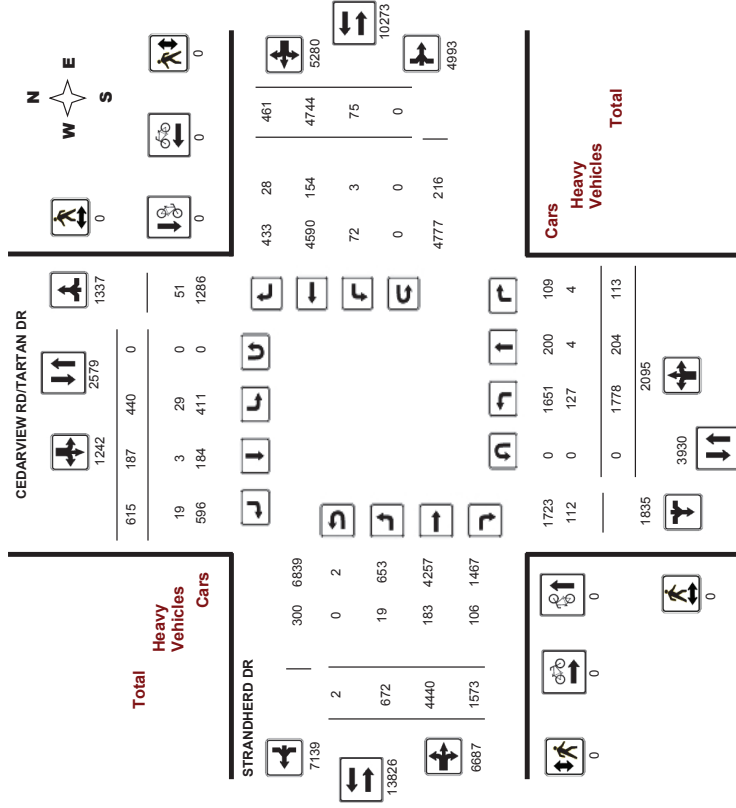 CEDARVIEW RD/TARTAN DR
N
W E
S
1242 2579 1337
615 187 440 0
19 3 29 0 51
596 184 411 0 1286
0
0 0 0
Total
Heavy
Vehicles
Cars
STRANDHERD DR
7139 300 6839
2 0 2
672 19 653
4440 183 4257
1573 106 1467
13826
6687
433 28 461
4590 154 4744
72 3 75
0 0 0
4777 216 4993
5280
10273
Cars
Heavy
Vehicles
Total
1723 0 1651 200 109
112 0 127 4 4
0 1778 204 113
1835 3930 2095
0 0 0
0